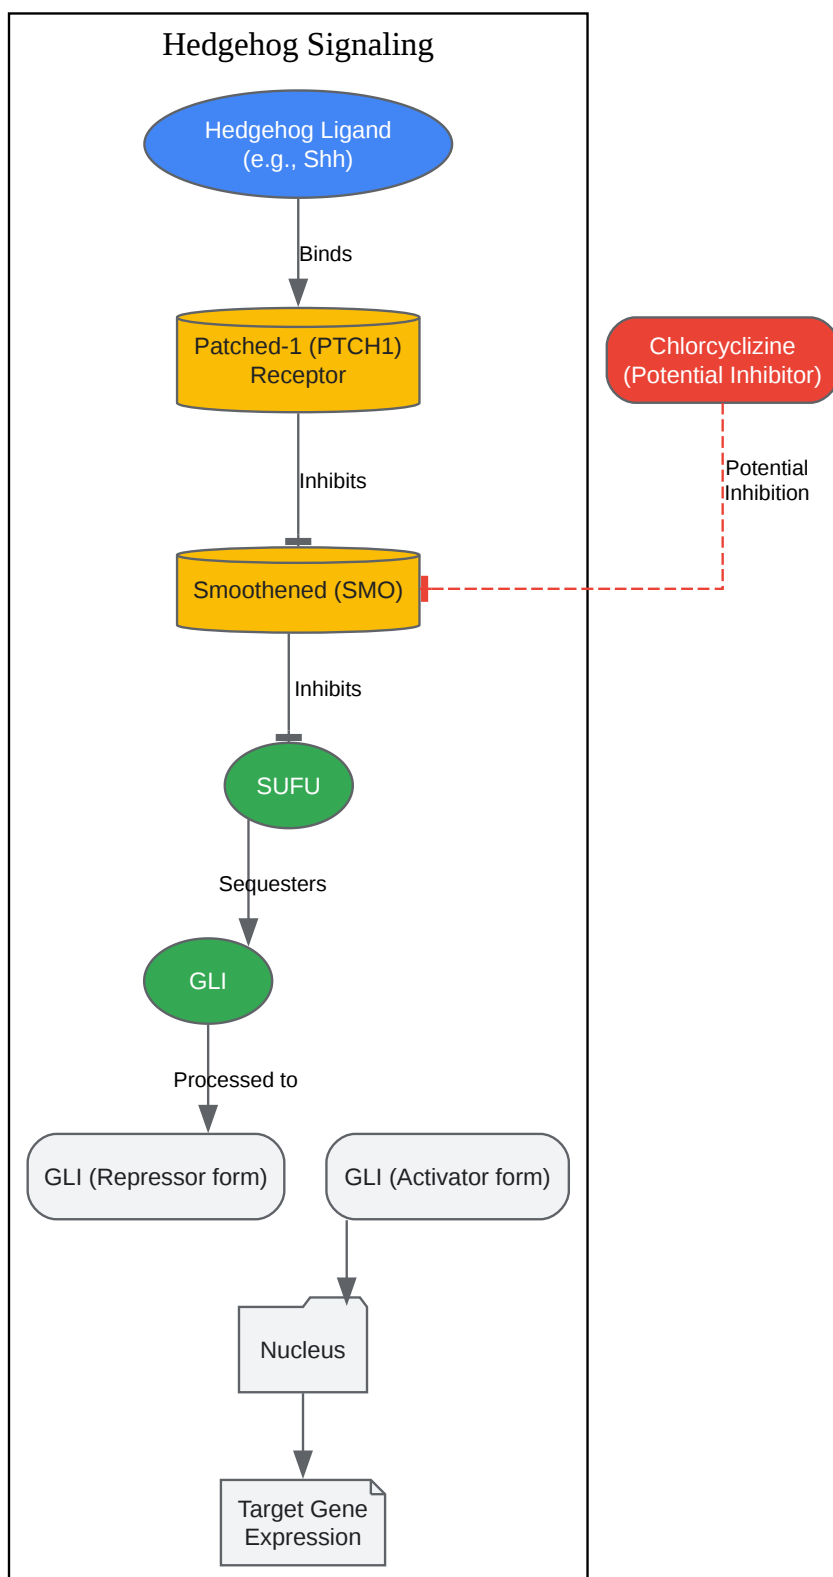 Hedgehog Signaling
Hedgehog Ligand
(e.g., Shh)
Binds
Patched-1 (PTCH1)
Receptor
Chlorcyclizine
(Potential Inhibitor)
Inhibits
Potential
Inhibition
Smoothened (SMO)
Inhibits
SUFU
Sequesters
GLI
Processed to
GLI (Repressor form)
GLI (Activator form)
Nucleus
Target Gene
Expression